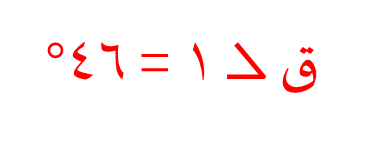 ق ∠ ١ = ٤٦°